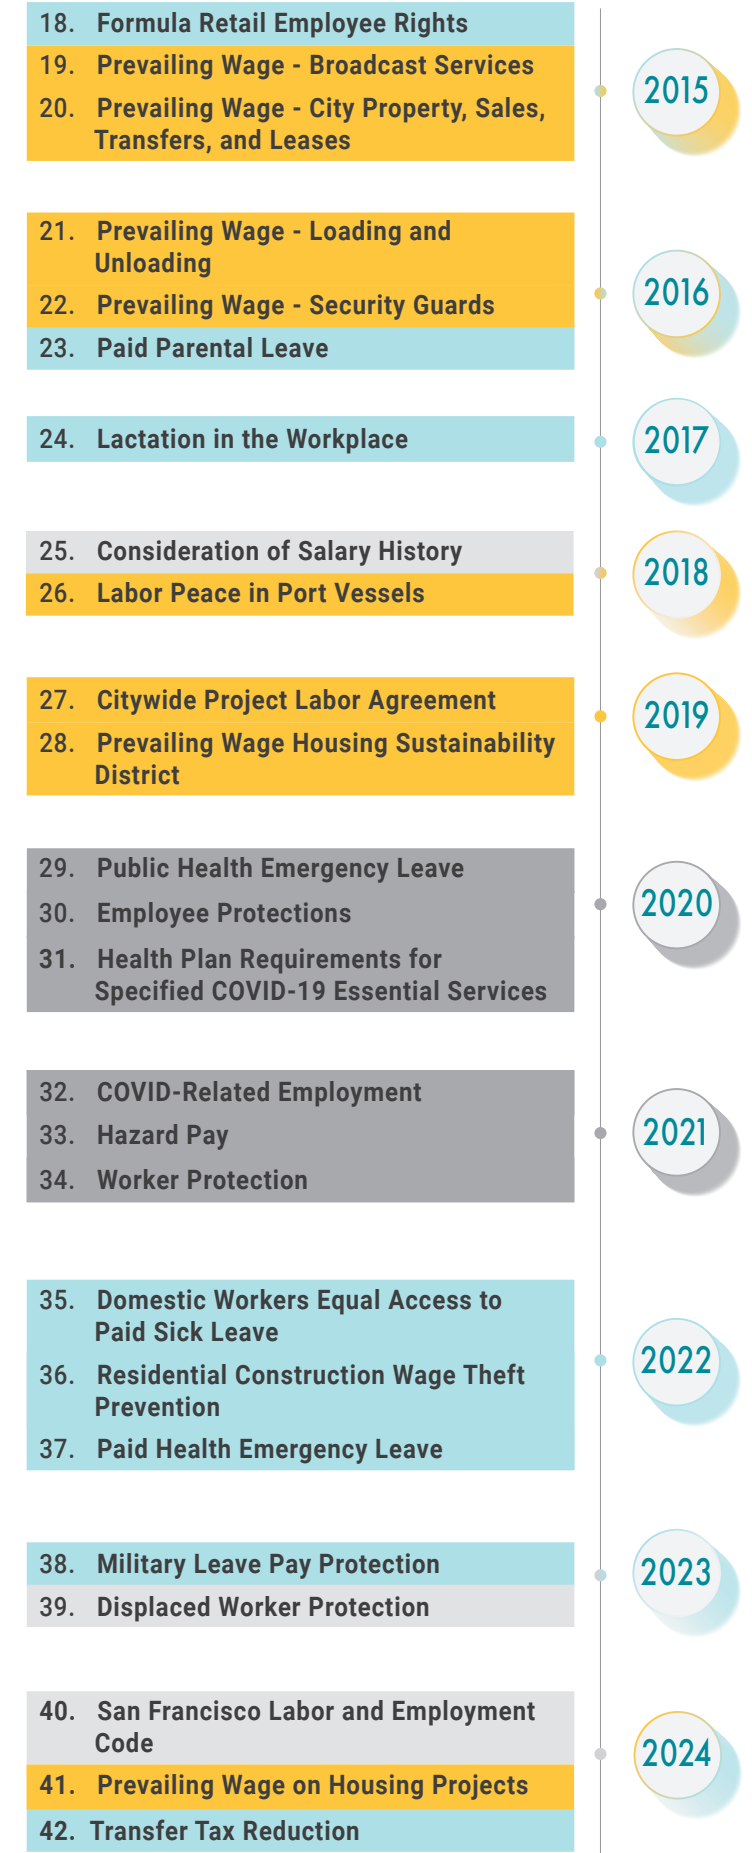 18. Formula Retail Employee Rights
19. Prevailing Wage - Broadcast Services
20. Prevailing Wage - City Property, Sales,
Transfers, and Leases
2015
21. Prevailing Wage - Loading and
Unloading
22. Prevailing Wage - Security Guards
23. Paid Parental Leave
2016
24. Lactation in the Workplace
2017
25. Consideration of Salary History
26. Labor Peace in Port Vessels
2018
27. Citywide Project Labor Agreement
28. Prevailing Wage Housing Sustainability
District
2019
29. Public Health Emergency Leave
30. Employee Protections
31. Health Plan Requirements for
Specified COVID-19 Essential Services
2020
32. COVID-Related Employment
33. Hazard Pay
34. Worker Protection
2021
35. Domestic Workers Equal Access to
Paid Sick Leave
36. Residential Construction Wage Theft
Prevention
37. Paid Health Emergency Leave
2022
38. Military Leave Pay Protection
39. Displaced Worker Protection
2023
40. San Francisco Labor and Employment
Code
41. Prevailing Wage on Housing Projects
42. Transfer Tax Reduction
2024